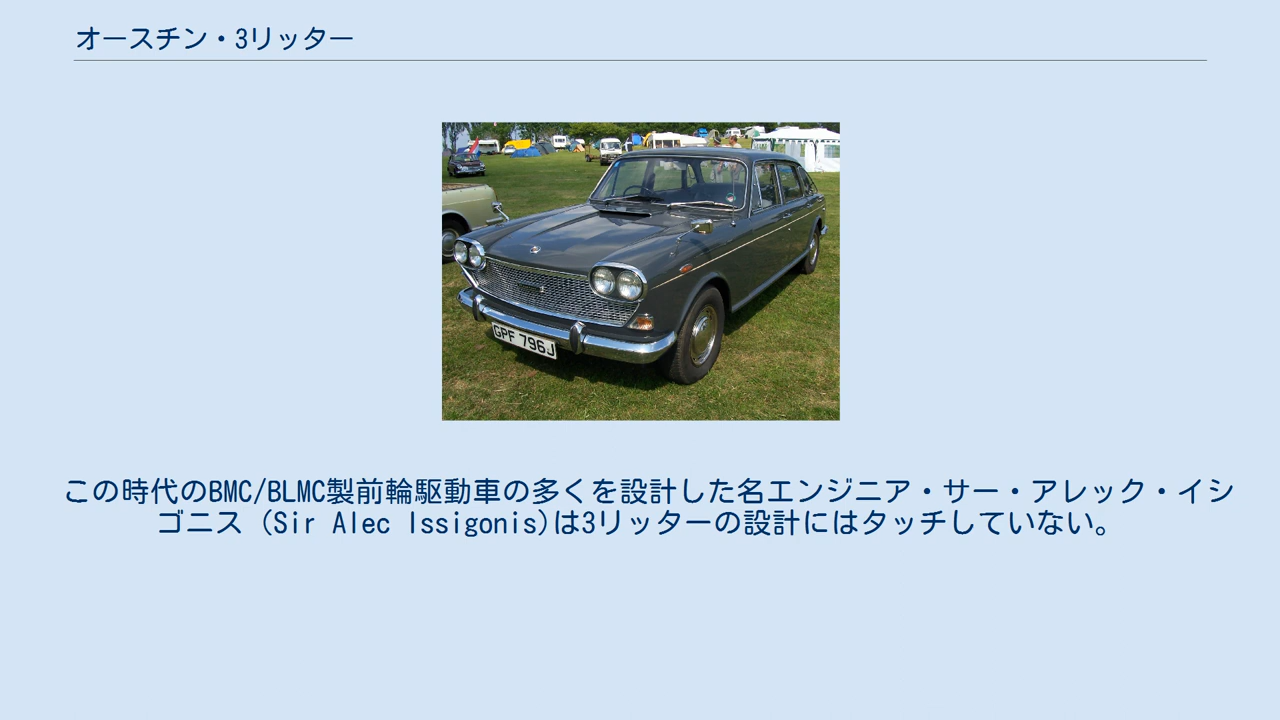 オースチン・3リッター
GPF 796J
この時代のBMC/BLMC製前輪駆動車の多くを設計した名エンジニア・サー・アレック・イシ
ゴニス (Sir Alec Issigonis)は3リッターの設計にはタッチしていない。